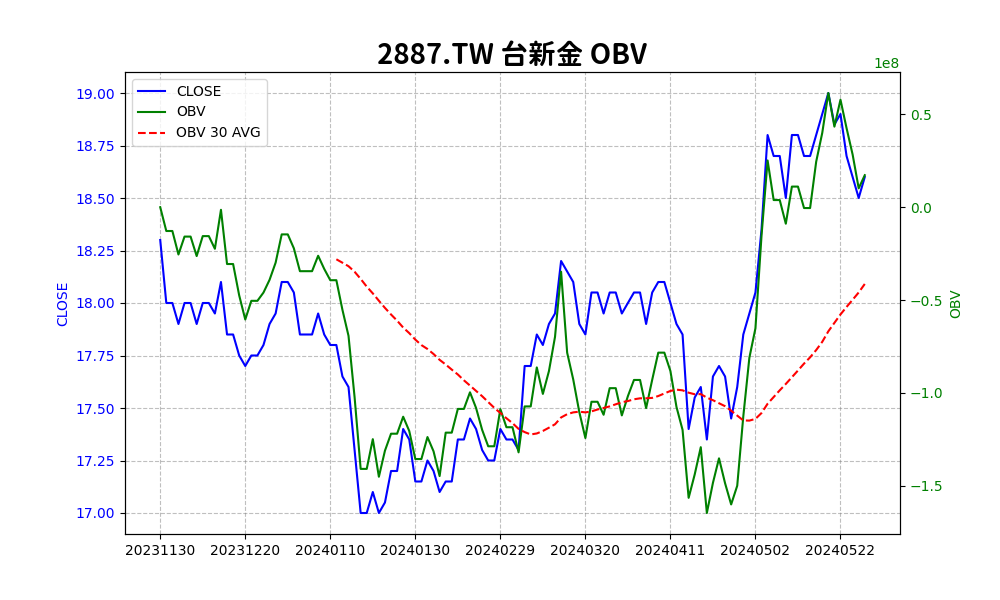 2887.TW 台新金 OBV
1e8
CLOSE
OBV
OBV 30 AVG
19.00
18.75
18.50
18.25
18.00
17.75
17.50
17.25
17.00
CLOSE
0.5
0.0
−0.5
−1.0
−1.5
OBV
20231130 20231220 20240110 20240130 20240229 20240320 20240411 20240502 20240522